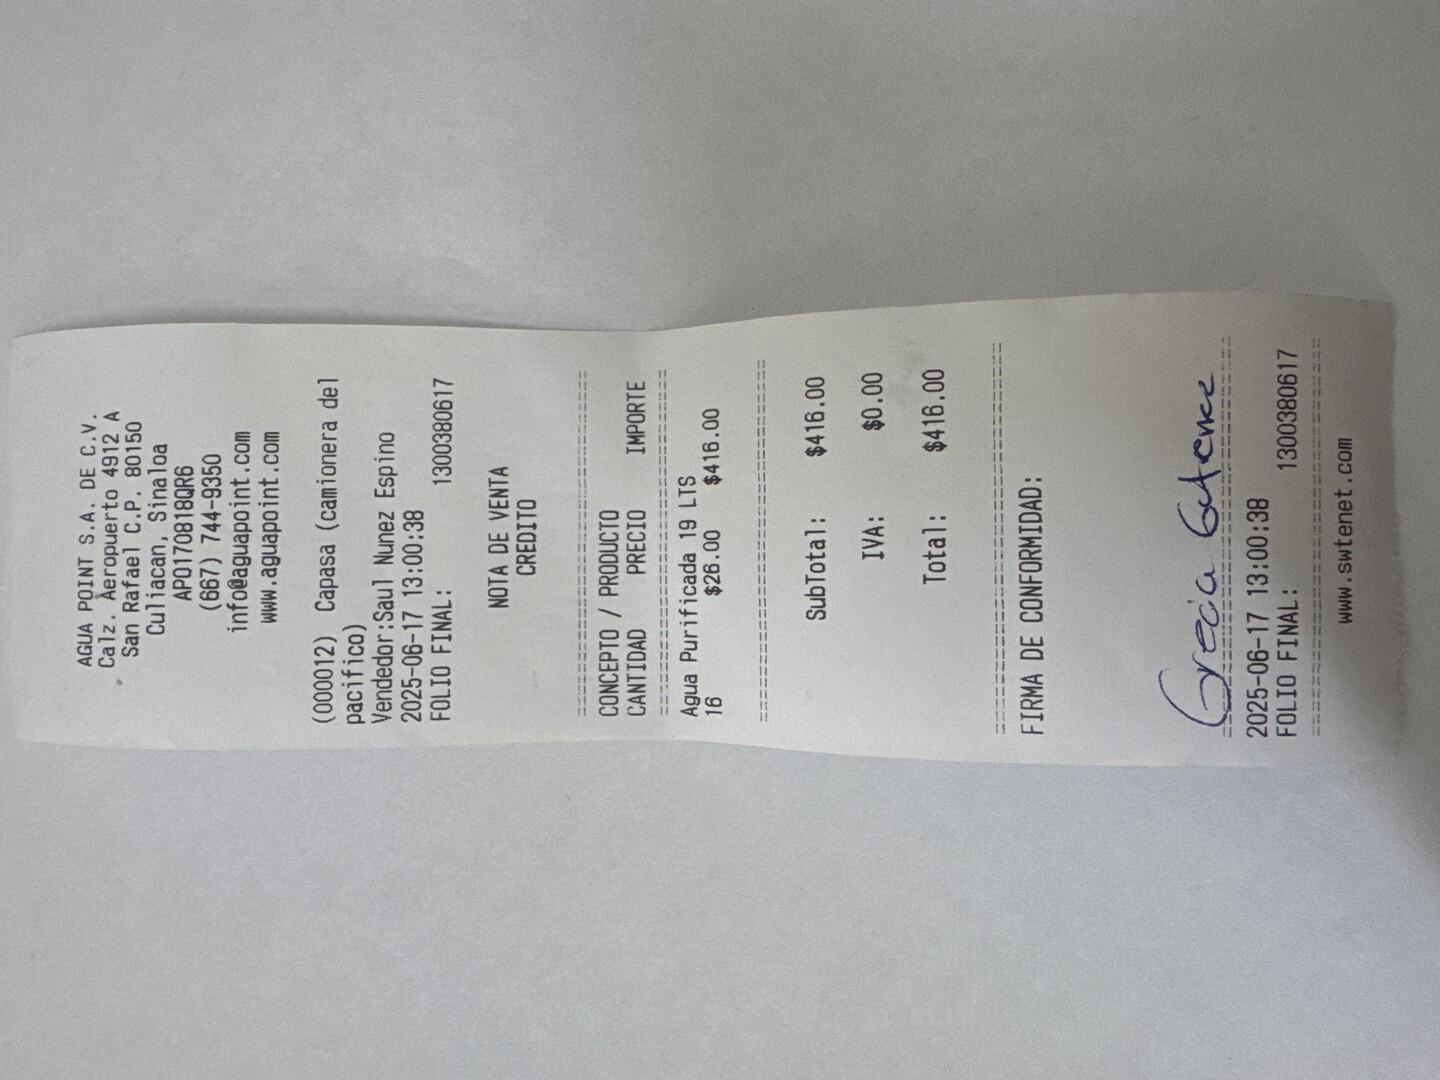 AGUA POINT S.A. DE C.V.
Calz. Aeropuerto 4912 A
San Rafael C.P. 80150
Culiacan, Sinaloa
APO170818QR6
(667) 744-9350
info@aguapoint.com
www.aguapoint.com
(000012) Capasa (camionera del
pacifico)
Vendedor:Saul Nunez Espino
2025-06-17 13:00:38
FOLIO FINAL: 1300380617
NOTA DE VENTA
CREDITO
CONCEPTO / PRODUCTO
CANTIDAD PRECIO IMPORTE
Agua Purificada 19 LTS
16 $26.00 $416.00
SubTotal: $416.00
IVA: $0.00
Total: $416.00
FIRMA DE CONFORMIDAD:
Grecia
2025-06-17 13:00:38
FOLIO FINAL: 1300380617
www.swtenet.com